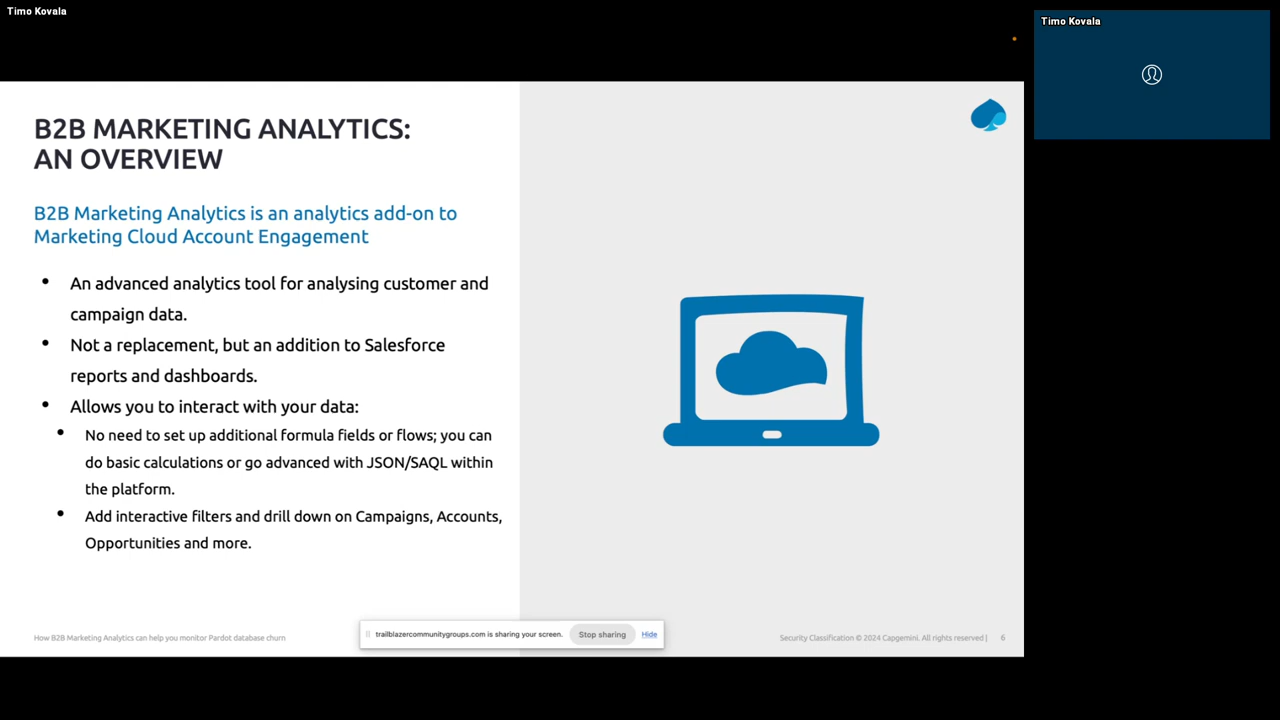 Timo Kovala
Timo Kovala
B2B MARKETING ANALYTICS:
AN OVERVIEW
B2B Marketing Analytics is an analytics add-on to
Marketing Cloud Account Engagement
• An advanced analytics tool for analysing customer and
campaign data.
• Not a replacement, but an addition to Salesforce
reports and dashboards.
• Allows you to interact with your data:
• No need to set up additional formula fields or flows; you can
do basic calculations or go advanced with JSON/SAQL within
the platform.
• Add interactive filters and drill down on Campaigns, Accounts,
Opportunities and more.
How B2B Marketing Analytics can help you monitor Pardot database churn
trailblazercommunitygroups.com is sharing your screen.
Stop sharing
Hide
Security Classification © 2024 Capgemini. All rights reserved |
6